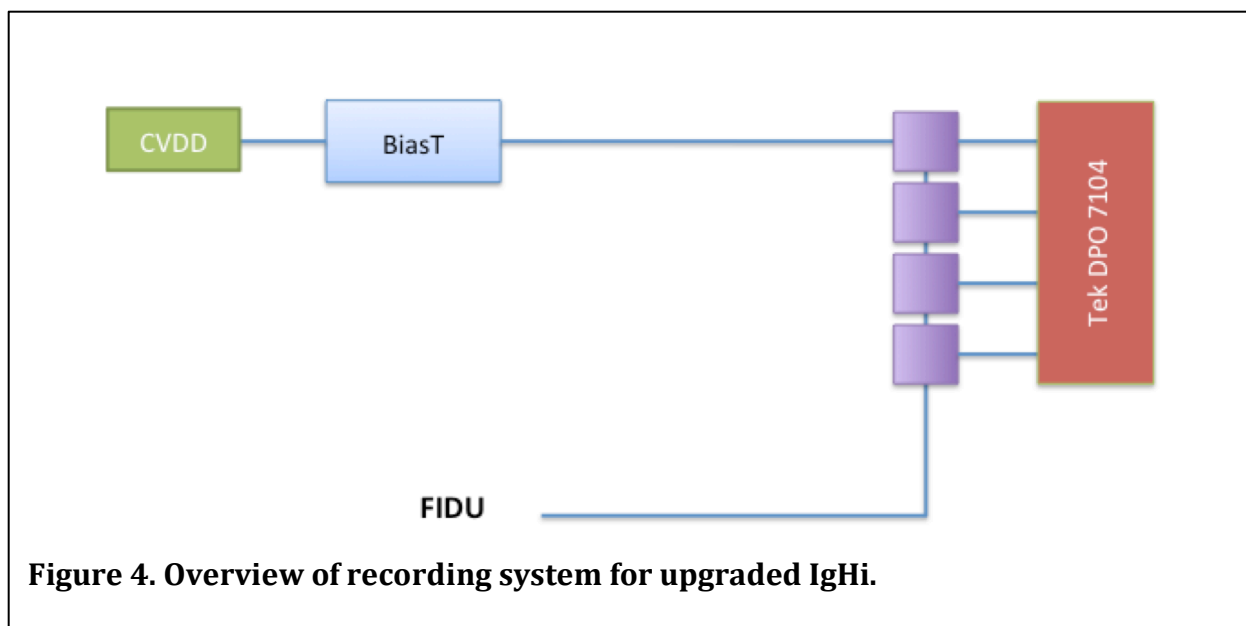 CVDD
BiasT
Tek DPO 7104
FIDU
Figure 4. Overview of recording system for upgraded IgHi.